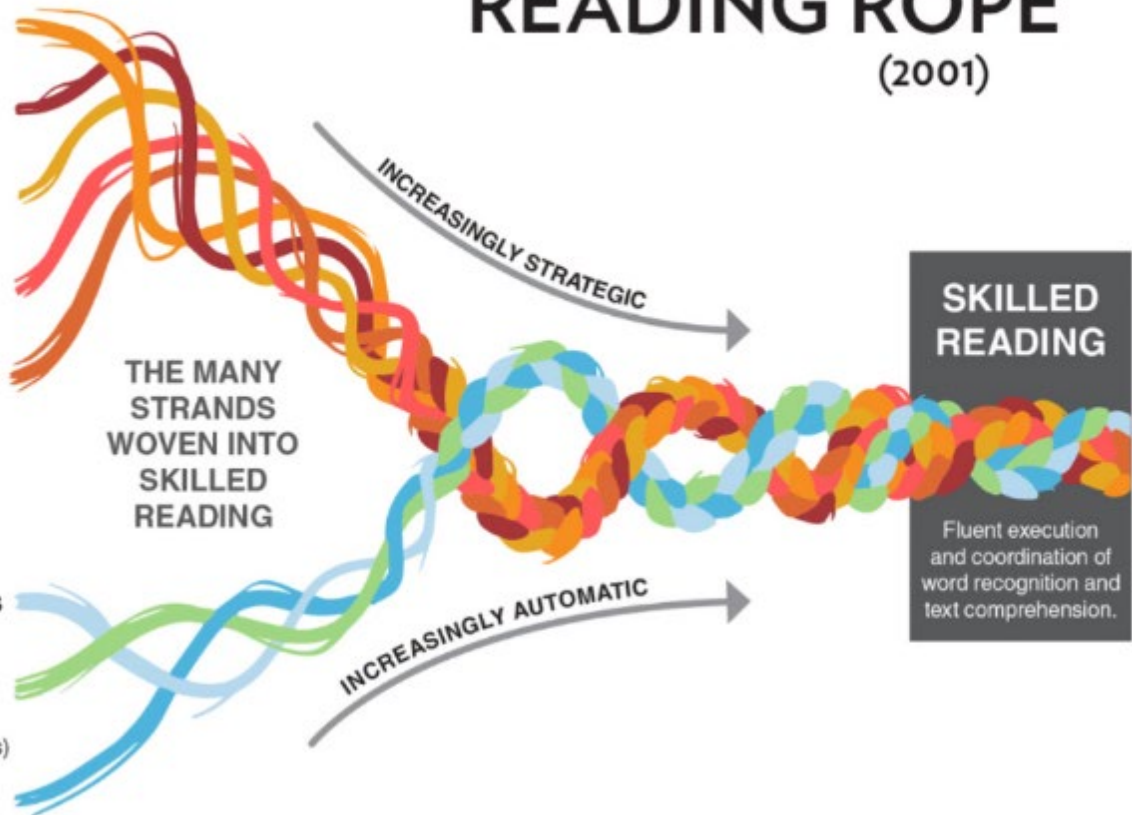 READING ROPE
(2001)
INCREASINGLY STRATEGIC
SKILLED
READING
THE MANY
STRANDS
WOVEN INTO
SKILLED
READING
Fluent execution
and coordination of
word recognition and
text comprehension.
INCREASINGLY AUTOMATIC